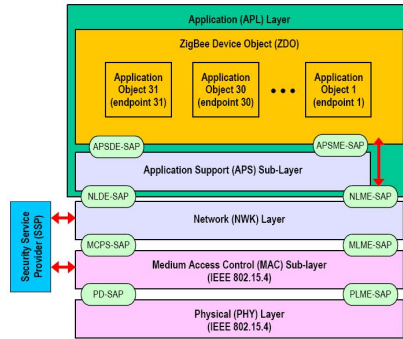 Application (APL) Layer
ZigBee Device Object (ZDO)
Application
Object 31
(endpoint 31)
Application
Object 30
(endpoint 30)
Application
Object 1
(endpoint 1)
APSDE-SAP
APSME-SAP
Application Support (APS) Sub-Layer
NLDE-SAP
NLME-SAP
Network (NWK) Layer
Security Service
Provider (SSP)
MCPS-SAP
MLME-SAP
Medium Access Control (MAC) Sub-layer
(IEEE 802.15.4)
PD-SAP
PLME-SAP
Physical (PHY) Layer
(IEEE 802.15.4)